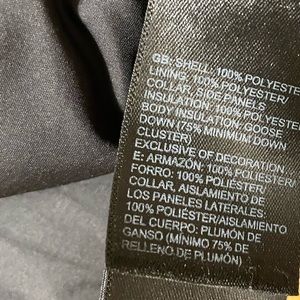 GB: SHELL: 100% POLYESTE
LINING: 100% POLYESTER/
COLLAR, SIDE PANELS
INSULATION: 100% POLYESTER/
BODY INSULATION: GOOSE
DOWN (75% MINIMUM DOWN
CLUSTER)
EXCLUSIVE OF DECORATION
E: ARMAZÓN: 100% POLIÉSTER/
FORRO: 100% POLIÉSTER/
COLLAR, AISLAMIENTO DE
LOS PANELES LATERALES:
100% POLIÉSTER/AISLAMIENTO
DEL CUERPO: PLUMÓN DE
GANSO (MÍNIMO 75% DE
RELLENO DE PLUMÓN)